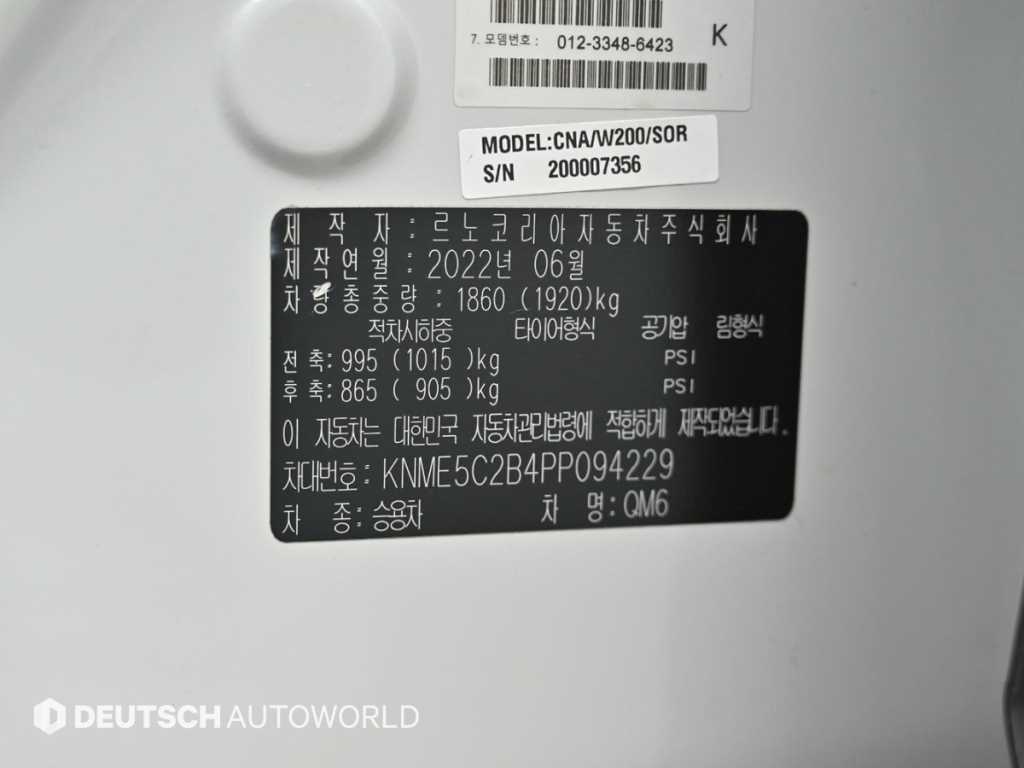 7. 모뎀번호 : 012-3348-6423 K
MODEL:CNA/W200/SOR
S/N 200007356
제 작 자 : 르노코리아자동차주식회사
제작연월 : 2022년 06월
차량총중량 : 1860 (1920)kg
적차시하중 타이어형식 공기압 림형식
전 축: 995 (1015 )kg PSI
후 축: 865 ( 905)kg PSI
이 자동차는 대한민국 자동차관리법령에 적합하게 제작되었습니다.
차대번호: KNME5C2B4PP094229
차 종: 승용차 차 명: QM6
DEUTSCH AUTOWORLD